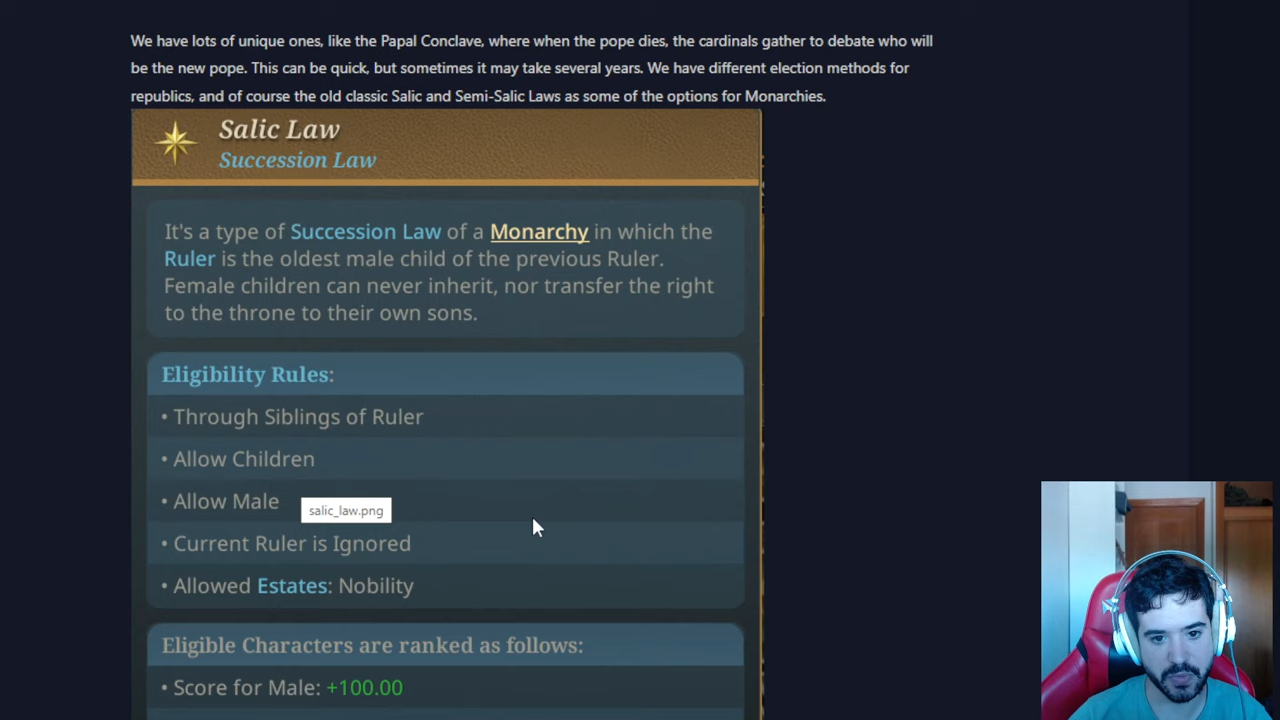 We have lots of unique ones, like the Papal Conclave, where when the pope dies, the cardinals gather to debate who will
be the new pope. This can be quick, but sometimes it may take several years. We have different election methods for
republics, and of course the old classic Salic and Semi-Salic Laws as some of the options for Monarchies.
Salic Law
Succession Law
It's a type of Succession Law of a Monarchy in which the
Ruler is the oldest male child of the previous Ruler.
Female children can never inherit, nor transfer the right
to the throne to their own sons.
Eligibility Rules:
• Through Siblings of Ruler
• Allow Children
• Allow Male
salic_law.png
• Current Ruler is Ignored
• Allowed Estates: Nobility
Eligible Characters are ranked as follows:
• Score for Male: +100.00